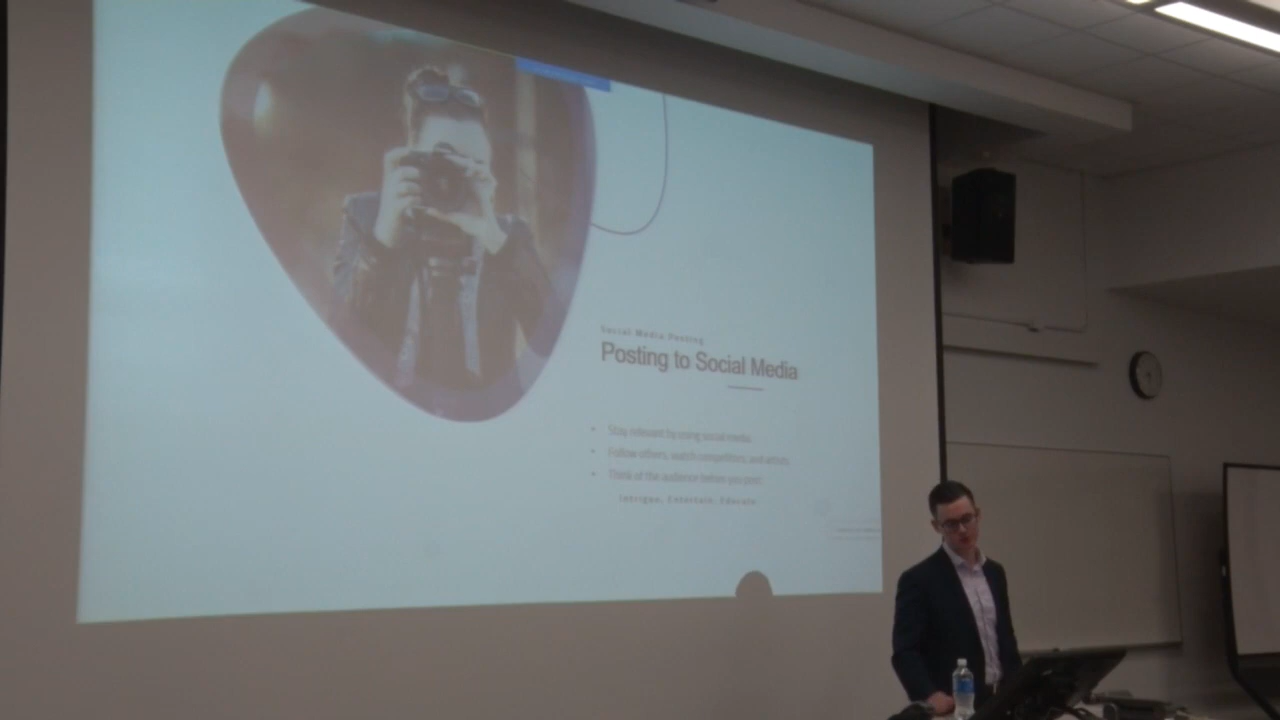 Social Media Posting
Posting to Social Media
Stay relevant by using social media
Follow others, watch competitors, and artists
Think of the audience before you post
Intrigue, Entertain, Educate